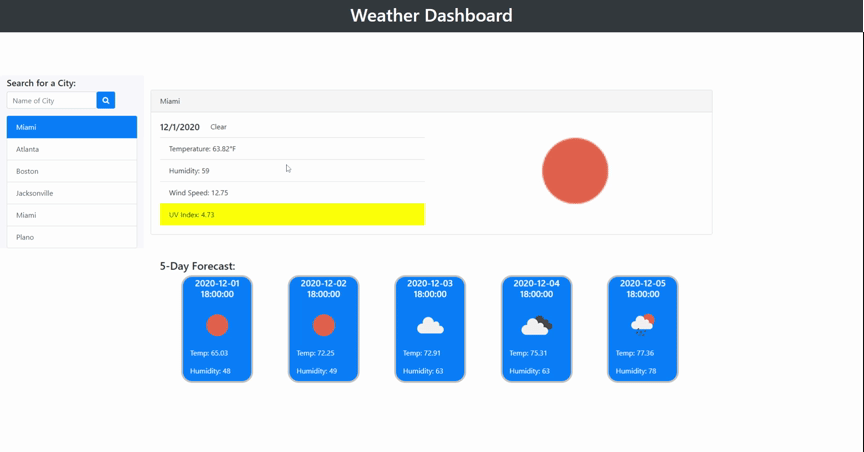 Weather Dashboard
Search for a City:
Name of City
Miami
Atlanta
Boston
Jacksonville
Miami
Plano
Miami
12/1/2020 Clear
Temperature: 63.82°F
Humidity: 59
Wind Speed: 12.75
UV Index: 4.73
5-Day Forecast:
2020-12-01
18:00:00
Temp: 65.03
Humidity: 48
2020-12-02
18:00:00
Temp: 72.25
Humidity: 49
2020-12-03
18:00:00
Temp: 72.91
Humidity: 63
2020-12-04
18:00:00
Temp: 75.31
Humidity: 63
2020-12-05
18:00:00
Temp: 77.36
Humidity: 78